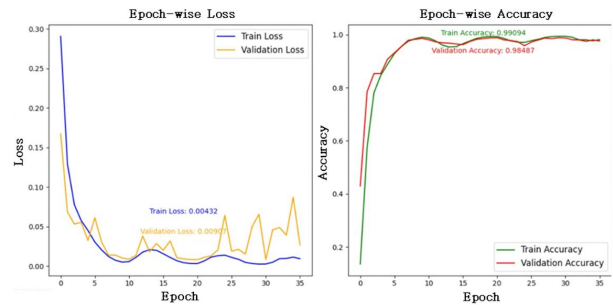 Epoch-wise Loss
0.30
0.25
0.20
0.15
0.10
0.05
0.00
Train Loss
Validation Loss
Train Loss: 0.00432
Validation Loss: 0.00907
0 5 10 15 20 25 30 35
Loss
Epoch
Epoch-wise Accuracy
1.0
0.8
0.6
0.4
0.2
Train Accuracy: 0.99094
Validation Accuracy: 0.98487
Train Accuracy
Validation Accuracy
0 5 10 15 20 25 30 35
Accuracy
Epoch